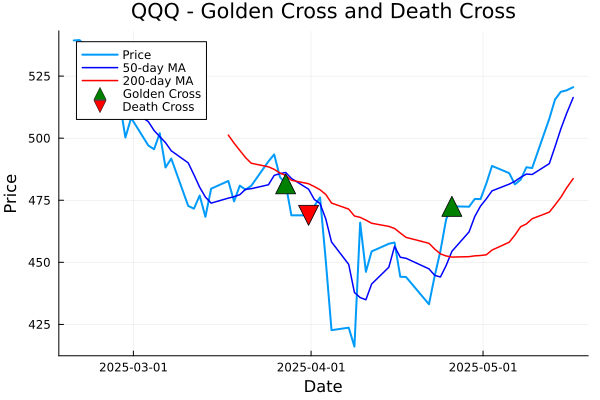 QQQ - Golden Cross and Death Cross
Price
50-day MA
200-day MA
Golden Cross
Death Cross
525
500
475
450
425
Price
2025-03-01
2025-04-01
2025-05-01
Date